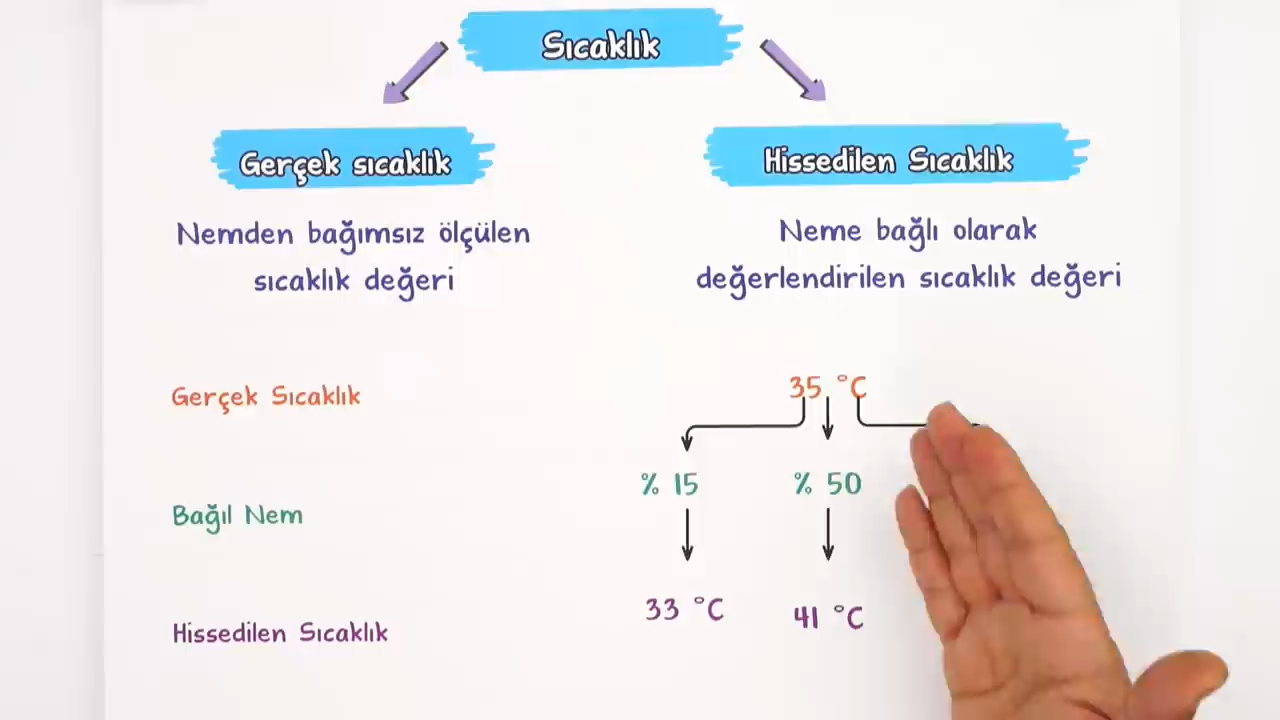 Sıcaklık
Gerçek sıcaklık
Hissedilen Sıcaklık
Nemden bağımsız ölçülen
sıcaklık değeri
Neme bağlı olarak
değerlendirilen sıcaklık değeri
Gerçek Sıcaklık
35 °C
Bağıl Nem
% 15
% 50
Hissedilen Sıcaklık
33 °C
41 °C